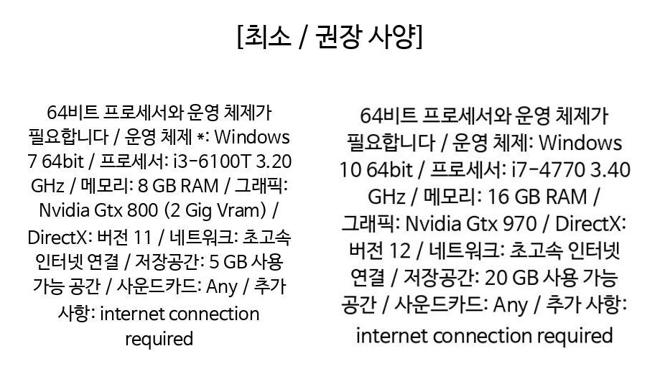 [최소 / 권장 사양]
64비트 프로세서와 운영 체제가
필요합니다 / 운영 체제 *: Windows
7 64bit / 프로세서: i3-6100T 3.20
GHz / 메모리: 8 GB RAM / 그래픽:
Nvidia Gtx 800 (2 Gig Vram) /
DirectX: 버전 11 / 네트워크: 초고속
인터넷 연결 / 저장공간: 5 GB 사용
가능 공간 / 사운드카드: Any / 추가
사항: internet connection
required
64비트 프로세서와 운영 체제가
필요합니다 / 운영 체제: Windows
10 64bit / 프로세서: i7-4770 3.40
GHz / 메모리: 16 GB RAM /
그래픽: Nvidia Gtx 970 / DirectX:
버전 12 / 네트워크: 초고속 인터넷
연결 / 저장공간: 20 GB 사용 가능
공간 / 사운드카드: Any / 추가 사항:
internet connection required